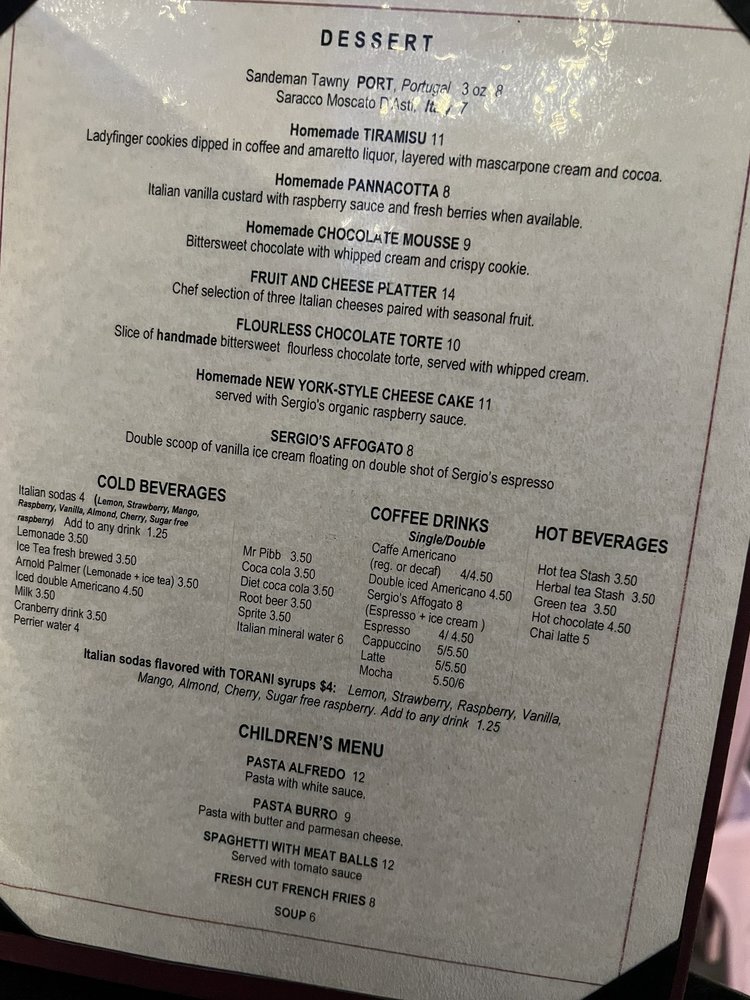 DESSERT
Sandeman Tawny PORT, Portugal 3 oz 8
Saracco Moscato D'Asti, Italy 7
Homemade TIRAMISU 11
Ladyfinger cookies dipped in coffee and amaretto liquor, layered with mascarpone cream and cocoa.
Homemade PANNACOTTA 8
Italian vanilla custard with raspberry sauce and fresh berries when available.
Homemade CHOCOLATE MOUSSE 9
Bittersweet chocolate with whipped cream and crispy cookie.
FRUIT AND CHEESE PLATTER 14
Chef selection of three Italian cheeses paired with seasonal fruit.
FLOURLESS CHOCOLATE TORTE 10
Slice of handmade bittersweet flourless chocolate torte, served with whipped cream.
Homemade NEW YORK-STYLE CHEESE CAKE 11
served with Sergio's organic raspberry sauce.
SERGIO'S AFFOGATO 8
Double scoop of vanilla ice cream floating on double shot of Sergio's espresso
COLD BEVERAGES
Italian sodas 4 (Lemon, Strawberry, Mango,
Raspberry, Vanilla, Almond, Cherry, Sugar free
raspberry) Add to any drink 1.25
Lemonade 3.50
Ice Tea fresh brewed 3.50
Arnold Palmer (Lemonade + ice tea) 3.50
Iced double Americano 4.50
Milk 3.50
Cranberry drink 3.50
Perrier water 4
Mr Pibb 3.50
Coca cola 3.50
Diet coca cola 3.50
Root beer 3.50
Sprite 3.50
Italian mineral water 6
COFFEE DRINKS
Single/Double
Caffe Americano
(reg. or decaf) 4/4.50
Double iced Americano 4.50
Sergio's Affogato 8
(Espresso + ice cream )
Espresso 4/ 4.50
Cappuccino 5/5.50
Latte 5/5.50
Mocha 5.50/6
HOT BEVERAGES
Hot tea Stash 3.50
Herbal tea Stash 3.50
Green tea 3.50
Hot chocolate 4.50
Chai latte 5
Italian sodas flavored with TORANI syrups $4: Lemon, Strawberry, Raspberry, Vanilla,
Mango, Almond, Cherry, Sugar free raspberry. Add to any drink 1.25
CHILDREN'S MENU
PASTA ALFREDO 12
Pasta with white sauce.
PASTA BURRO 9
Pasta with butter and parmesan cheese.
SPAGHETTI WITH MEAT BALLS 12
Served with tomato sauce
FRESH CUT FRENCH FRIES 8
SOUP 6